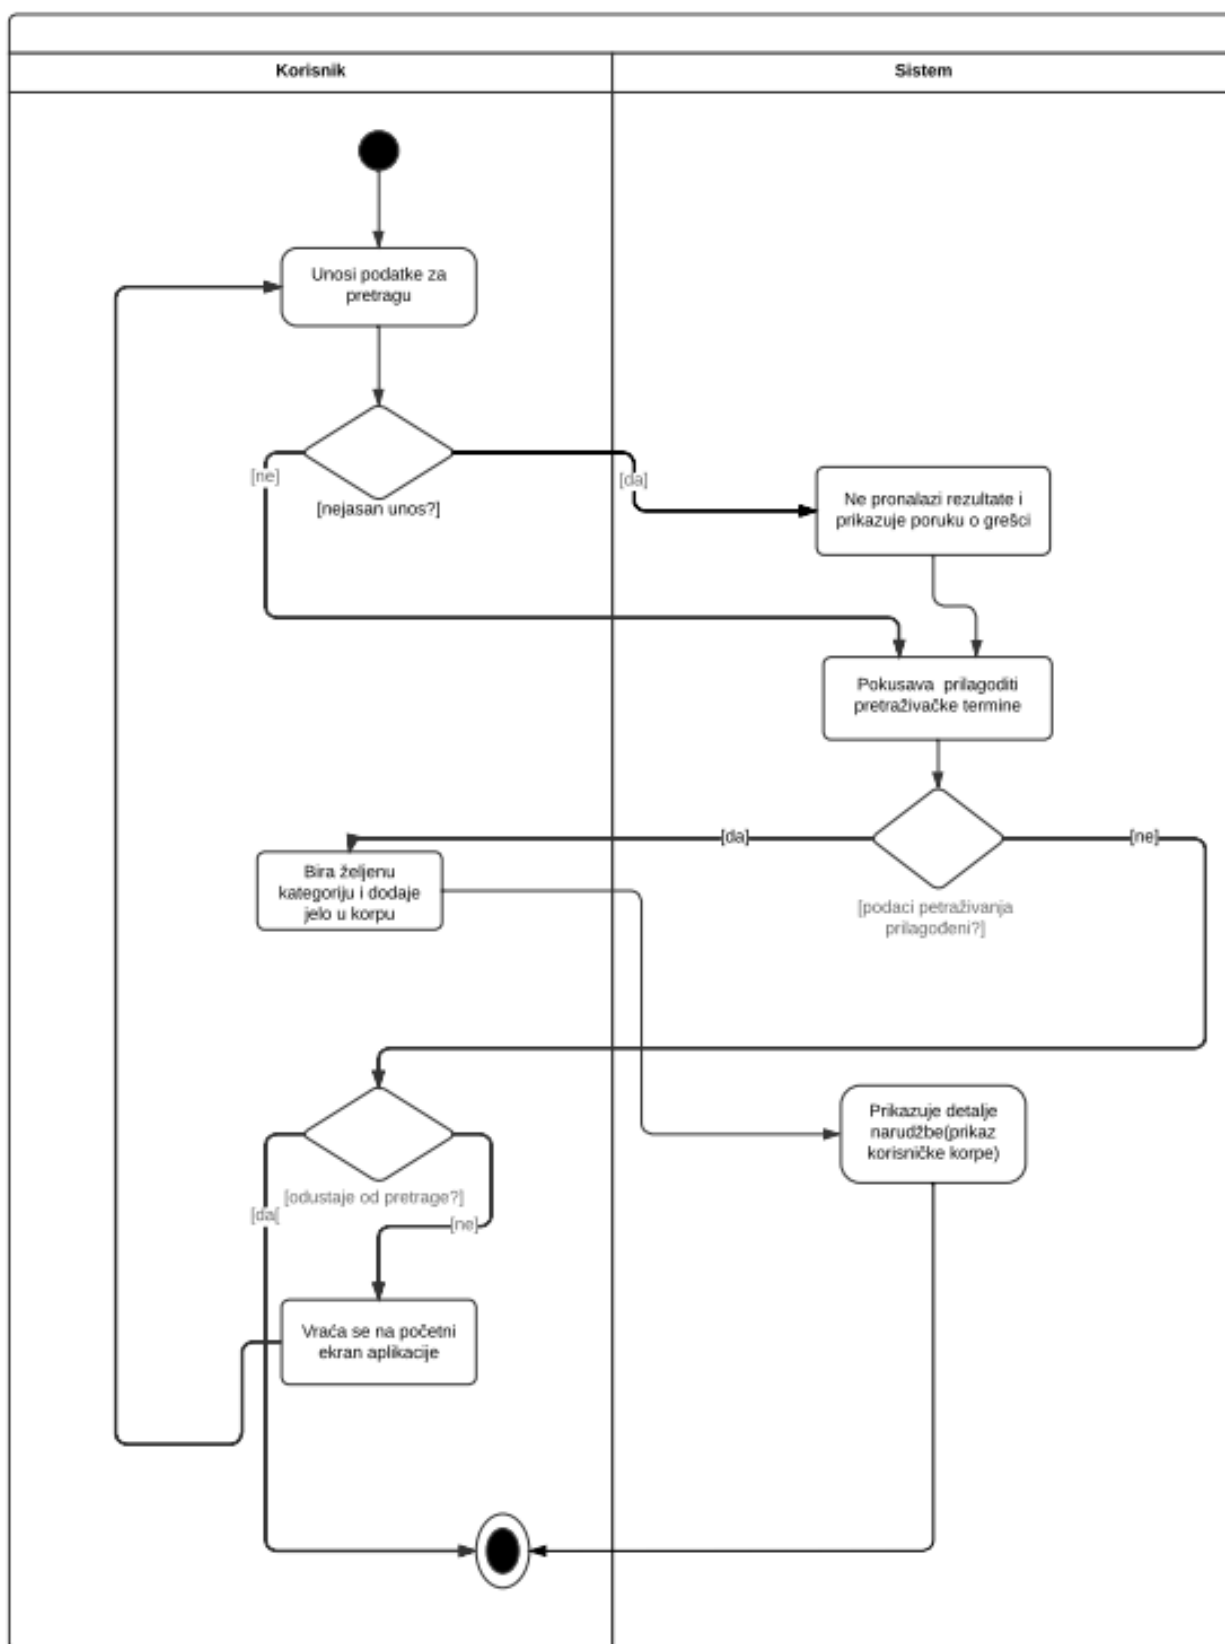 Korisnik
Sistem
Unosi podatke za
pretragu
[ne]
[da]
[nejasan unos?]
Ne pronalazi rezultate i
prikazuje poruku o grešci
Pokusava  prilagoditi
pretraživačke termine
[da]
[ne]
Bira željenu
kategoriju i dodaje
jelo u korpu
[podaci petraživanja
prilagođeni?]
Prikazuje detalje
narudžbe(prikaz
korisničke korpe)
[odustaje od pretrage?]
[da[
[ne]
Vraća se na početni
ekran aplikacije